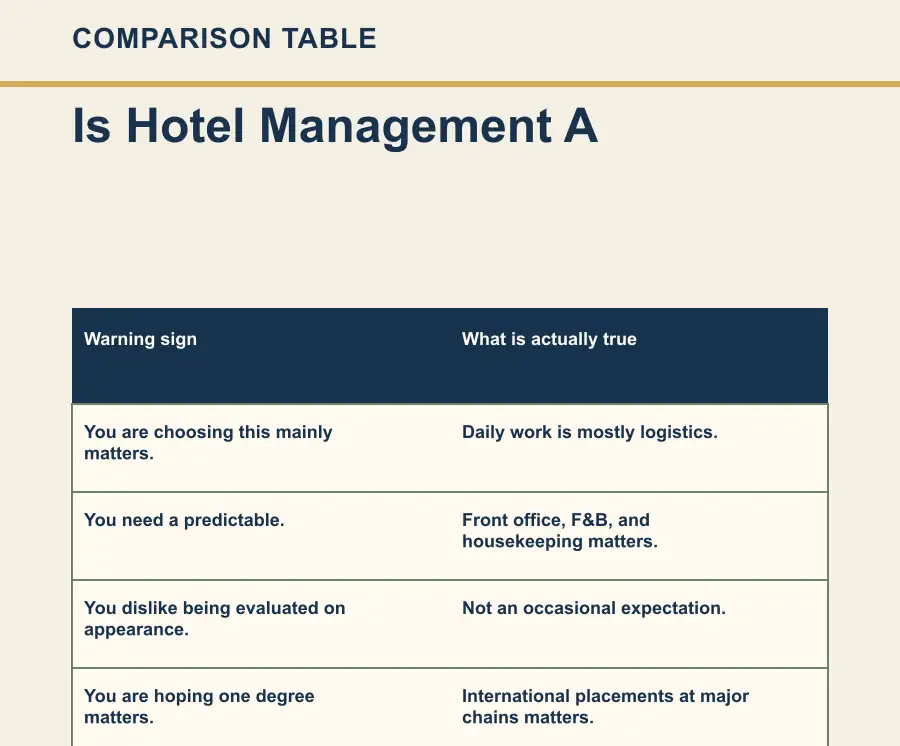 COMPARISON TABLE
Is Hotel Management A
Warning sign
What is actually true
You are choosing this mainly
matters.
Daily work is mostly logistics.
You need a predictable.
Front office, F&B, and
housekeeping matters.
You dislike being evaluated on
appearance.
Not an occasional expectation.
You are hoping one degree
matters.
International placements at major
chains matters.